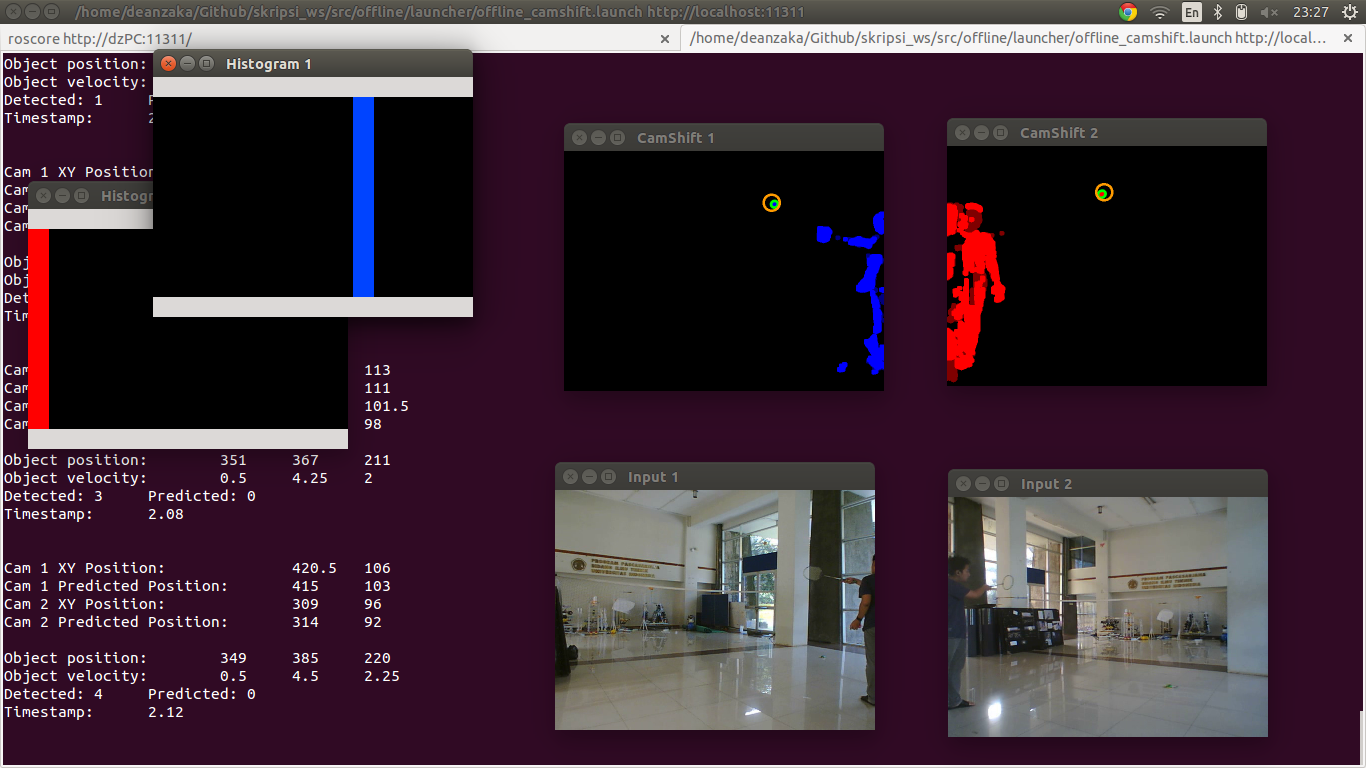 /home/deanzaka/Github/skripsi_ws/src/offline/launcher/offline_camshift.launch http://localhost:11311
En
23:27
roscore http://dzPC:11311/
/home/deanzaka/Github/skripsi_ws/src/offline/launcher/offline_camshift.launch http://local...
Object position:
Object velocity:
Detected: 1
Timestamp: 2
Histogram 1
CamShift 1
CamShift 2
Cam 1 XY Position
Cam
Cam
Cam
Histogr
Obj
Obj
Det
Tim
Cam 113
Cam 111
Cam 101.5
Cam 98
Object position: 351 367 211
Object velocity: 0.5 4.25 2
Detected: 3 Predicted: 0
Timestamp: 2.08
Cam 1 XY Position: 420.5 106
Cam 1 Predicted Position: 415 103
Cam 2 XY Position: 309 96
Cam 2 Predicted Position: 314 92
Object position: 349 385 220
Object velocity: 0.5 4.5 2.25
Detected: 4 Predicted: 0
Timestamp: 2.12
Input 1
Input 2